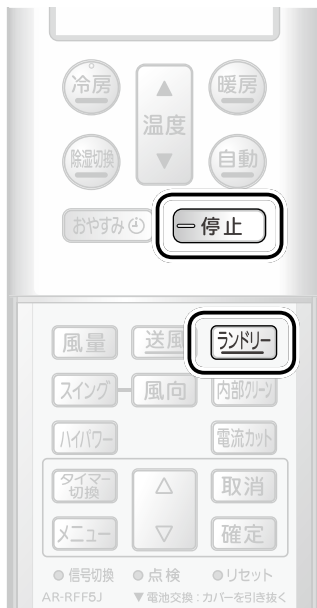 冷房 暖房
温度
除湿切換 自動
おやすみ 停止
風量 送風 ランドリー
スイング 風向 内部クリーン
ハイパワー 電流カット
タイマー
切換 取消
メニュー 確定
信号切換 点検 リセット
AR-RFF5J ▼電池交換:カバーを引き抜く